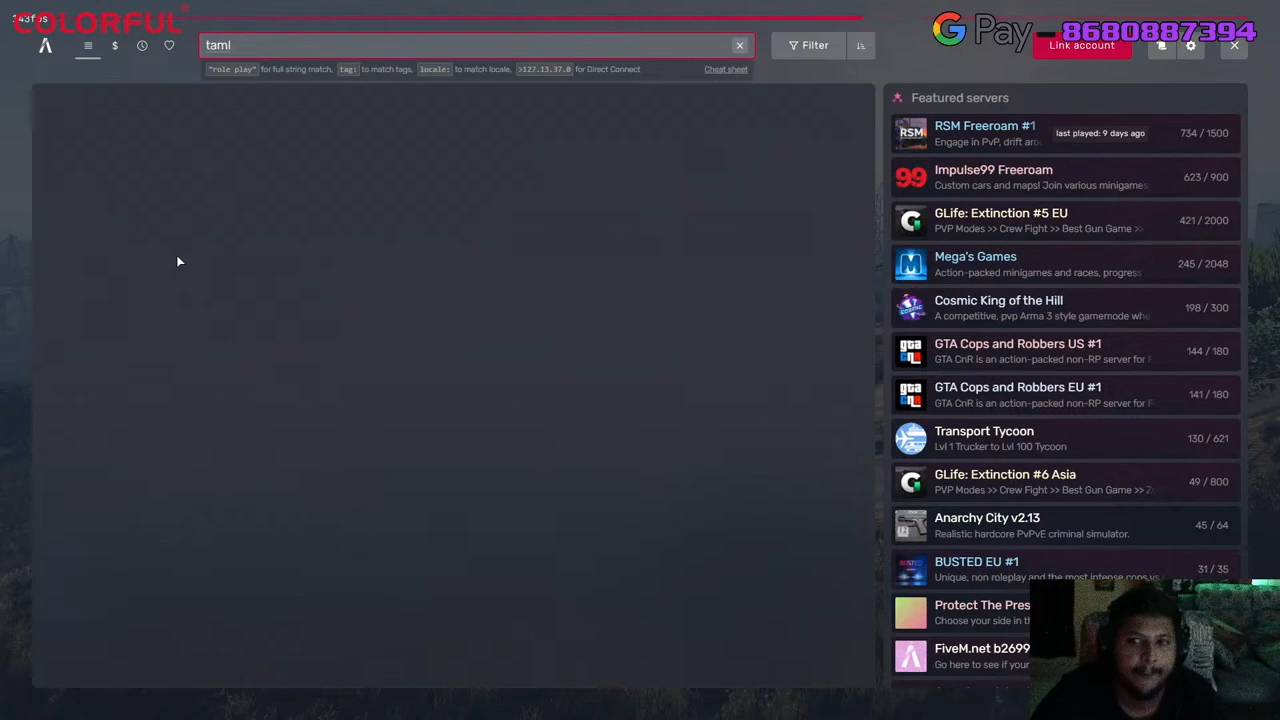 243fps
COLORFUL®
G Pay - 8680887394
$
taml
Filter
Link account
"role play" for full string match, tag: to match tags, locale: to match locale, >127.13.37.0 for Direct Connect
Cheat sheet
Featured servers
RSM
RSM Freeroam #1
Engage in PvP, drift aro
last played: 9 days ago
734 / 1500
99
Impulse99 Freeroam
Custom cars and maps! Join various minigames
623 / 900
G
GLife: Extinction #5 EU
PVP Modes >> Crew Fight >> Best Gun Game >>
421 / 2000
M
Mega's Games
Action-packed minigames and races, progress
245 / 2048
COSMIC
Cosmic King of the Hill
A competitive, pvp Arma 3 style gamemode whe
198 / 300
gta
GTA Cops and Robbers US #1
GTA CnR is an action-packed non-RP server for F
144 / 180
gta
GTA Cops and Robbers EU #1
GTA CnR is an action-packed non-RP server for F
141 / 180
Transport Tycoon
Lvl 1 Trucker to Lvl 100 Tycoon
130 / 621
G
GLife: Extinction #6 Asia
PVP Modes >> Crew Fight >> Best Gun Game >> Z
49 / 800
Anarchy City v2.13
Realistic hardcore PvPvE criminal simulator.
45 / 64
BUSTED
BUSTED EU #1
Unique, non roleplay and the most intense cops vs
31 / 35
Protect The Pres
Choose your side in th
FiveM.net b2699
Go here to see if your